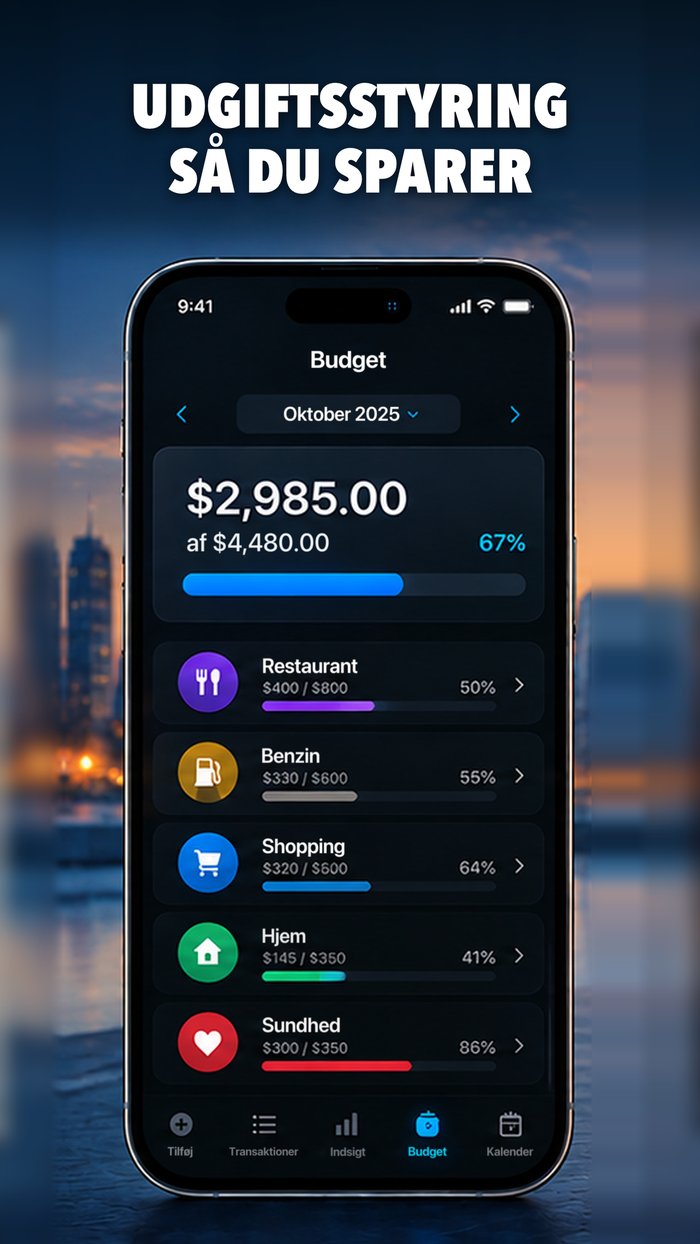 UDGIFTSSTYRING
SÅ DU SPARER
9:41
Budget
Oktober 2025
$2,985.00
af $4,480.00
67%
Restaurant
$400 / $800
50%
Benzin
$330 / $600
55%
Shopping
$320 / $600
64%
Hjem
$145 / $350
41%
Sundhed
$300 / $350
86%
Tilføj
Transaktioner
Indsigt
Budget
Kalender